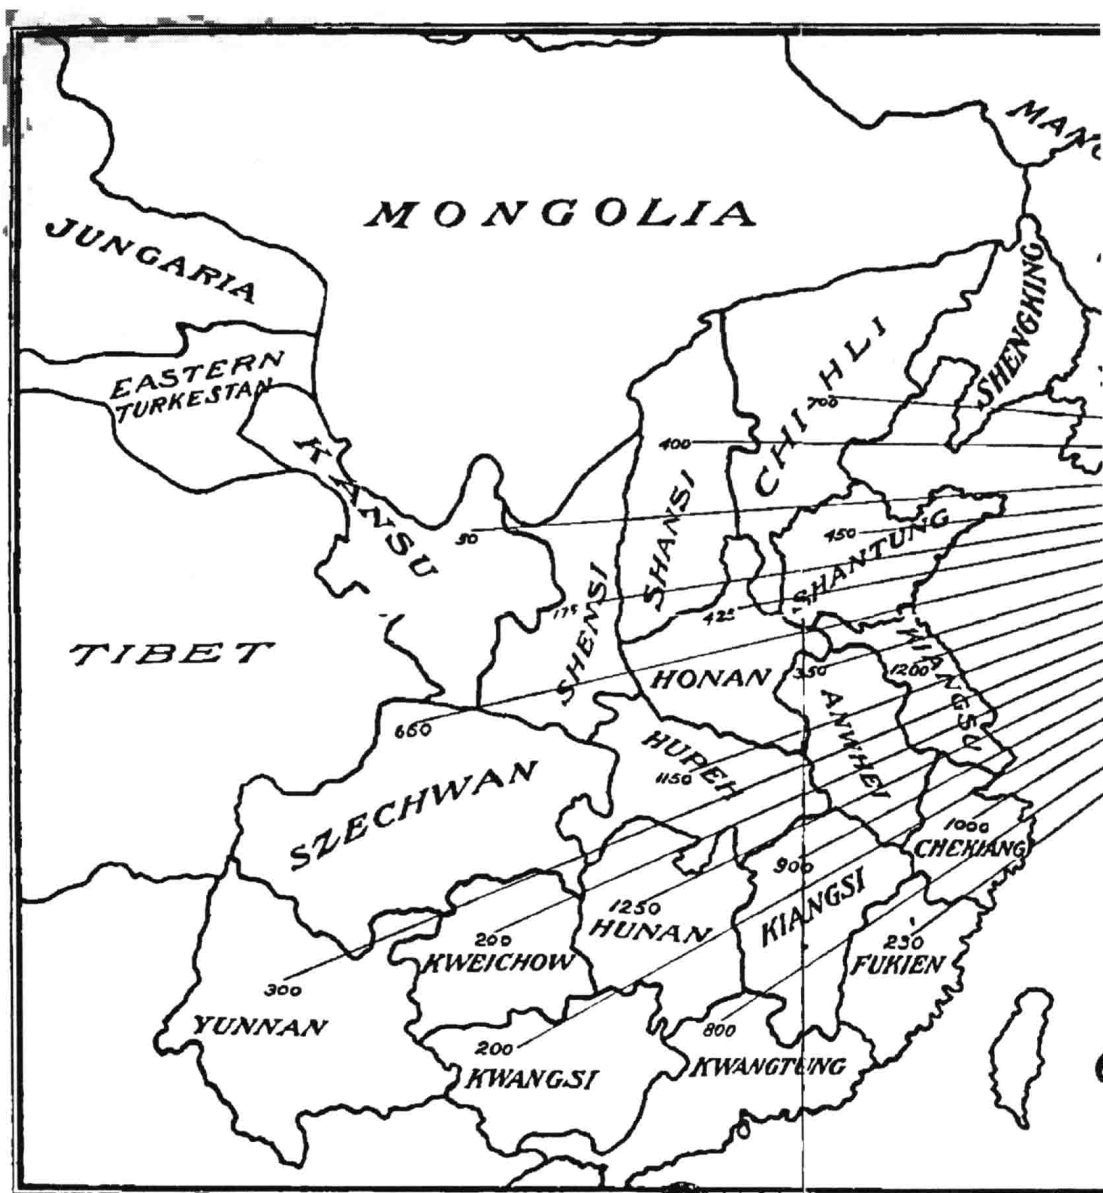 MONGOLIA
JUNGARIA
EASTERN
TURKESTAN
KANSU
50
TIBET
SHENGKING
CHIHLI
700
400
SHANSI
450
SHANTUNG
175
SHENSI
425
HONAN
350
ANWHEI
1200
KIANGSU
660
SZECHWAN
HUPEH
1150
1000
CHEKIANG
900
KIANGSI
1250
HUNAN
200
KWEICHOW
230
FUKIEN
300
YUNNAN
200
KWANGSI
800
KWANGTUNG